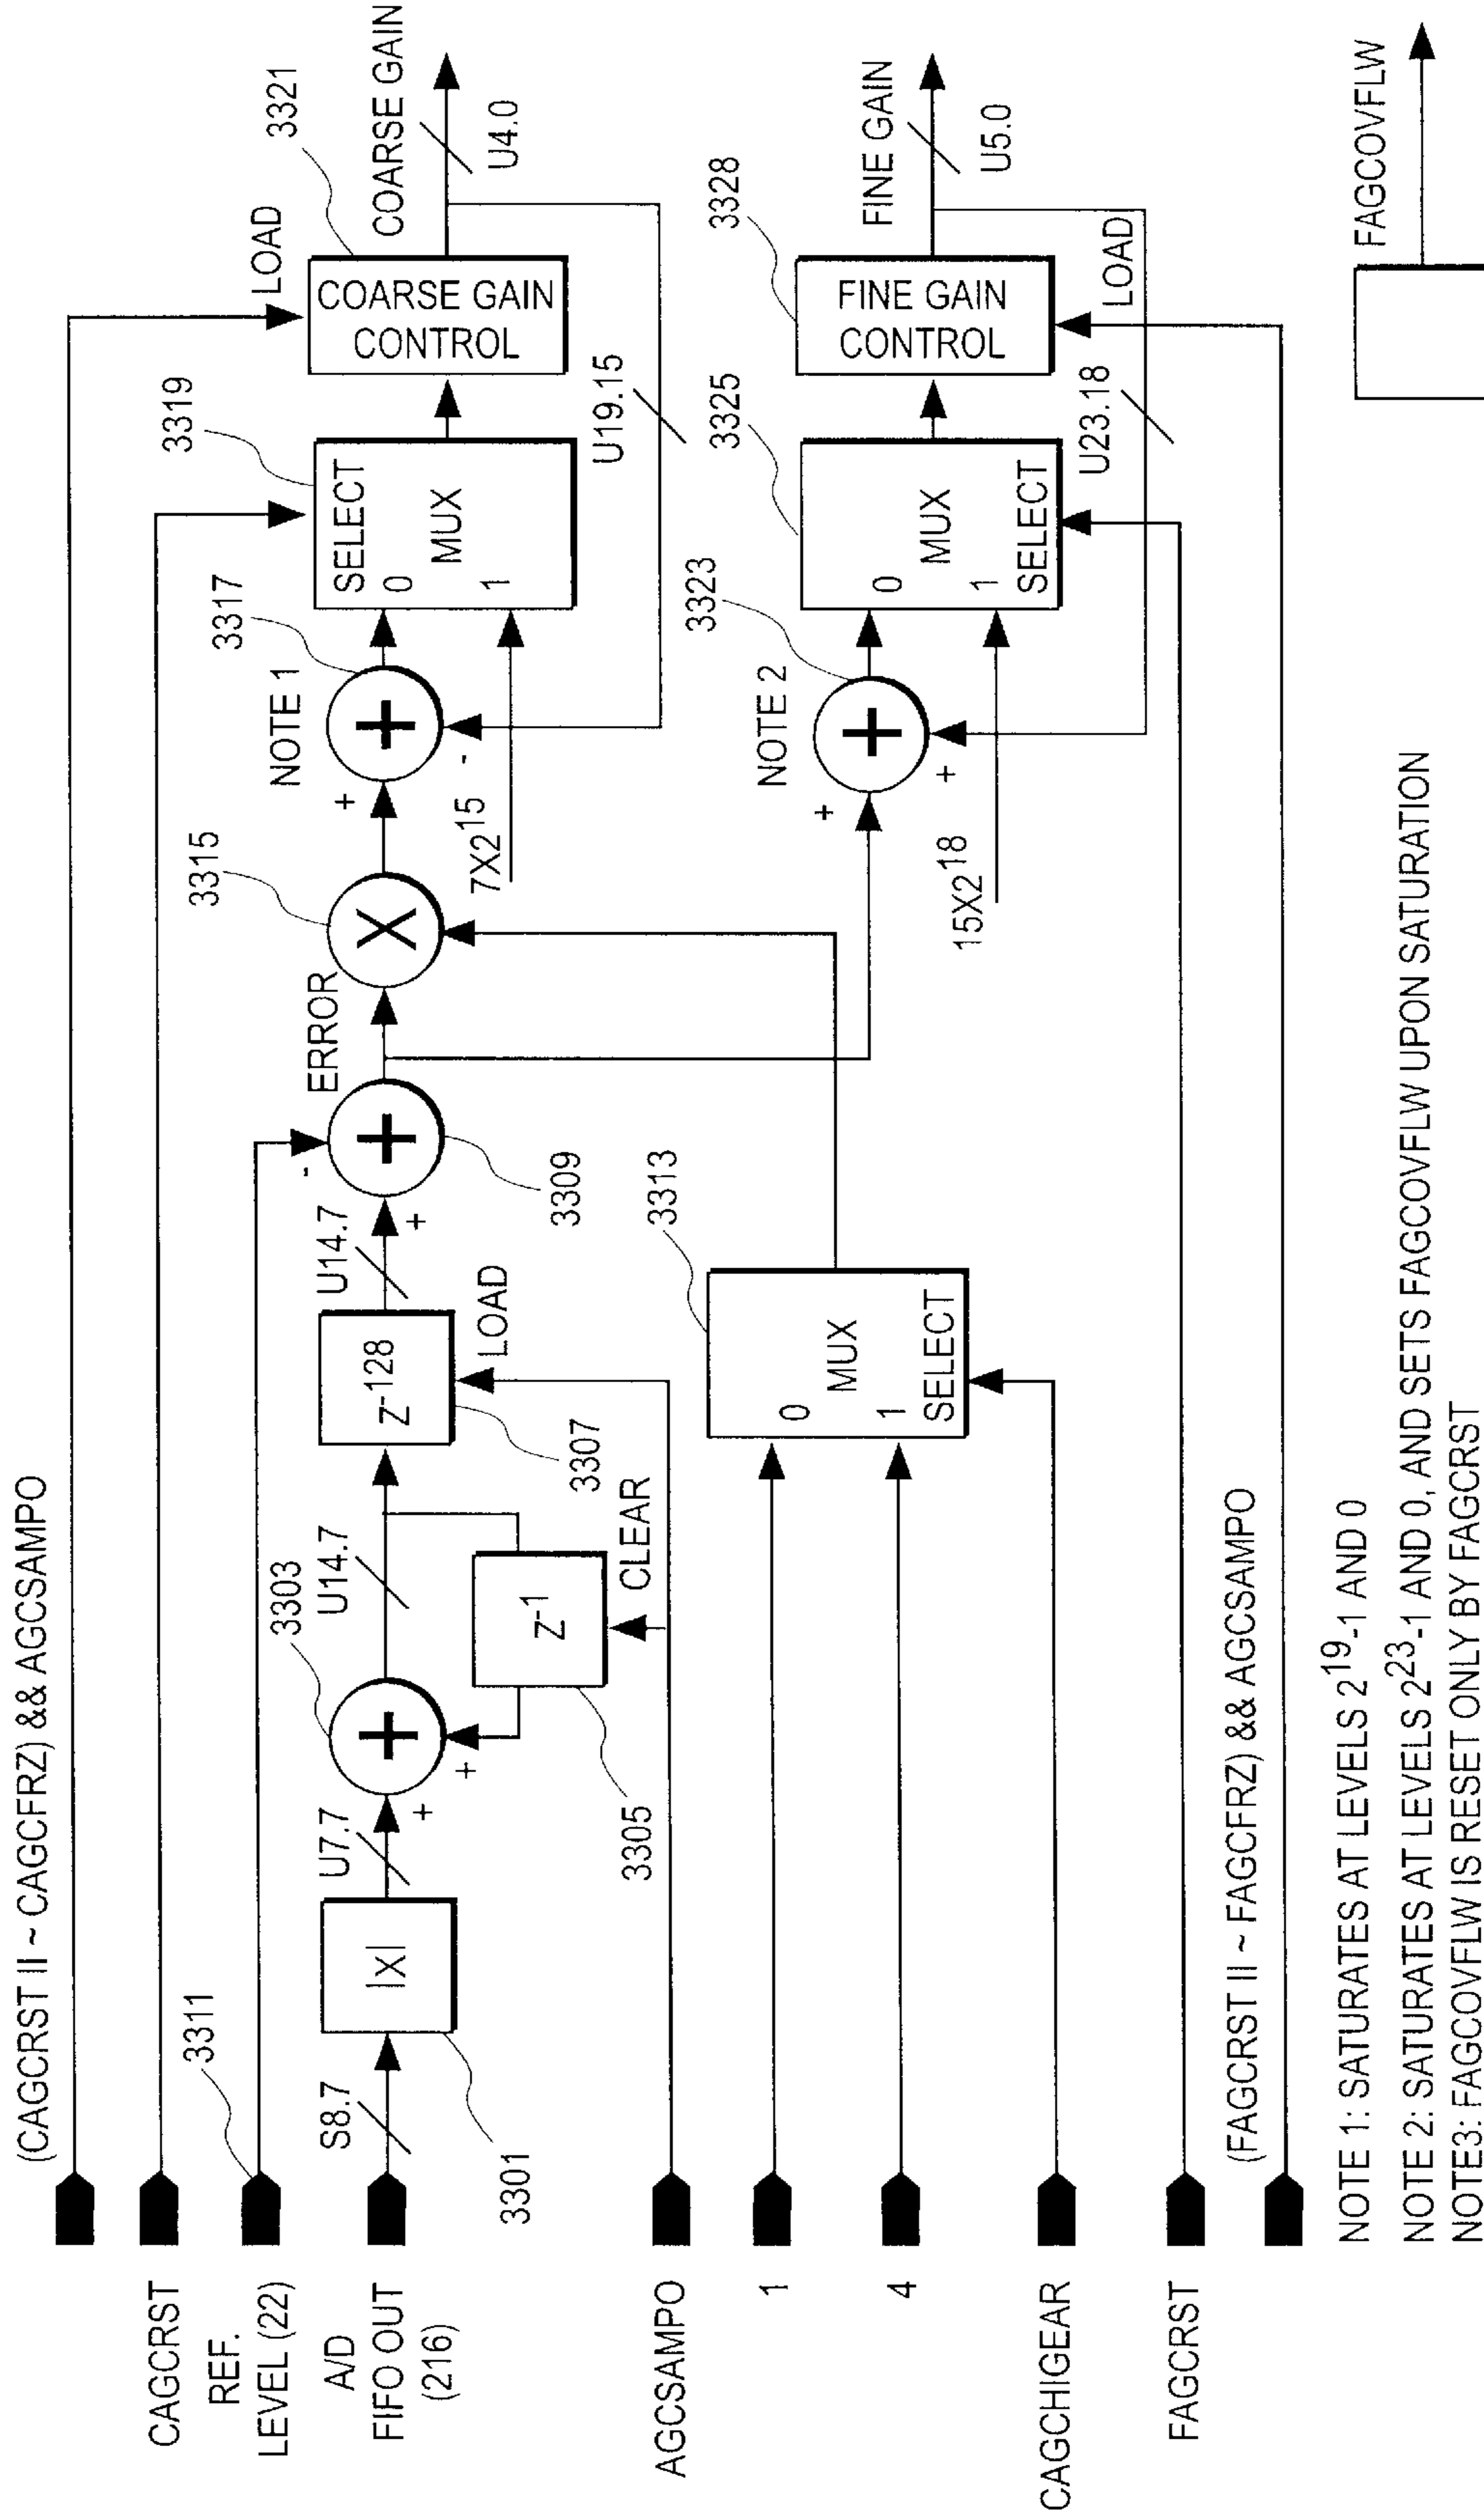 (CAGCRST II ~ CAGCFRZ) && AGCSAMPO
CAGCRST
REF.
LEVEL (22)
3311
A/D
FIFO OUT
(216)
S8.7
3301
|X|
U7.7
+
+
3303
+
3305
Z-1
CLEAR
U14.7
3307
Z-128
LOAD
U14.7
+
-
+
3309
ERROR
3315
X
+
NOTE 1
3317
+
-
7X2^15
3319
SELECT
0
MUX
1
LOAD
3321
COARSE GAIN
CONTROL
COARSE GAIN
U4.0
U19.15
AGCSAMPO
1
4
CAGCHIGEAR
3313
0
MUX
1
SELECT
NOTE 2
3323
+
+
+
15X2^18
3325
0
MUX
1
SELECT
3328
FINE GAIN
CONTROL
FINE GAIN
U5.0
LOAD
U23.18
FAGCRST
(FAGCRST II ~ FAGCFRZ) && AGCSAMPO
FAGCOVFLW
NOTE 1: SATURATES AT LEVELS 2^19-1 AND 0
NOTE 2: SATURATES AT LEVELS 2^23-1 AND 0, AND SETS FAGCOVFLW UPON SATURATION
NOTE3: FAGCOVFLW IS RESET ONLY BY FAGCRST